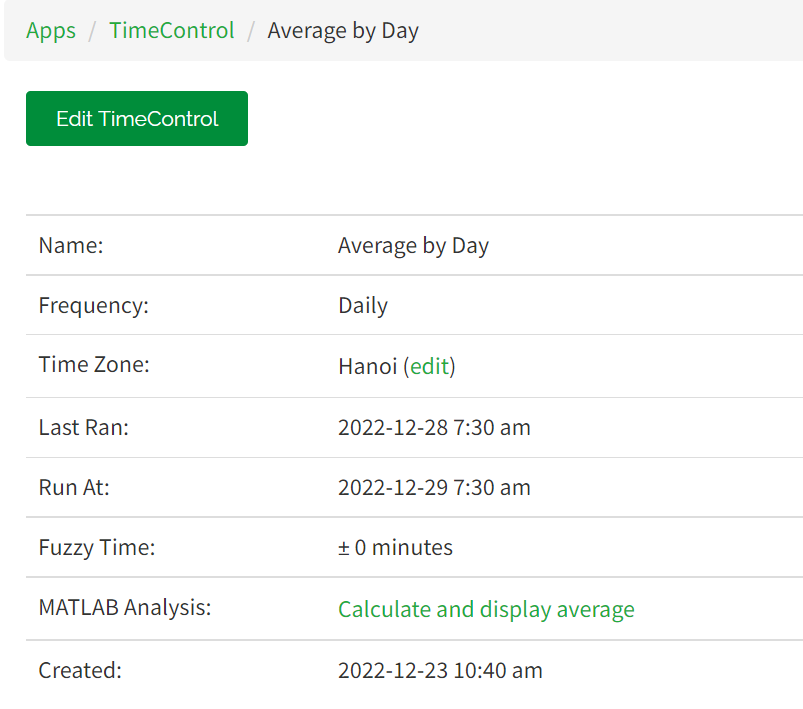 Apps / TimeControl / Average by Day
Edit TimeControl
Name: Average by Day
Frequency: Daily
Time Zone: Hanoi (edit)
Last Ran: 2022-12-28 7:30 am
Run At: 2022-12-29 7:30 am
Fuzzy Time: ± 0 minutes
MATLAB Analysis: Calculate and display average
Created: 2022-12-23 10:40 am